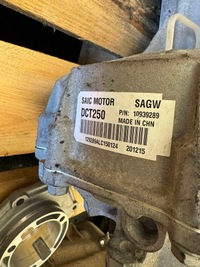 SAIC MOTOR SAGW
DCT250 P/N: 10939289
MADE IN CHN
201215